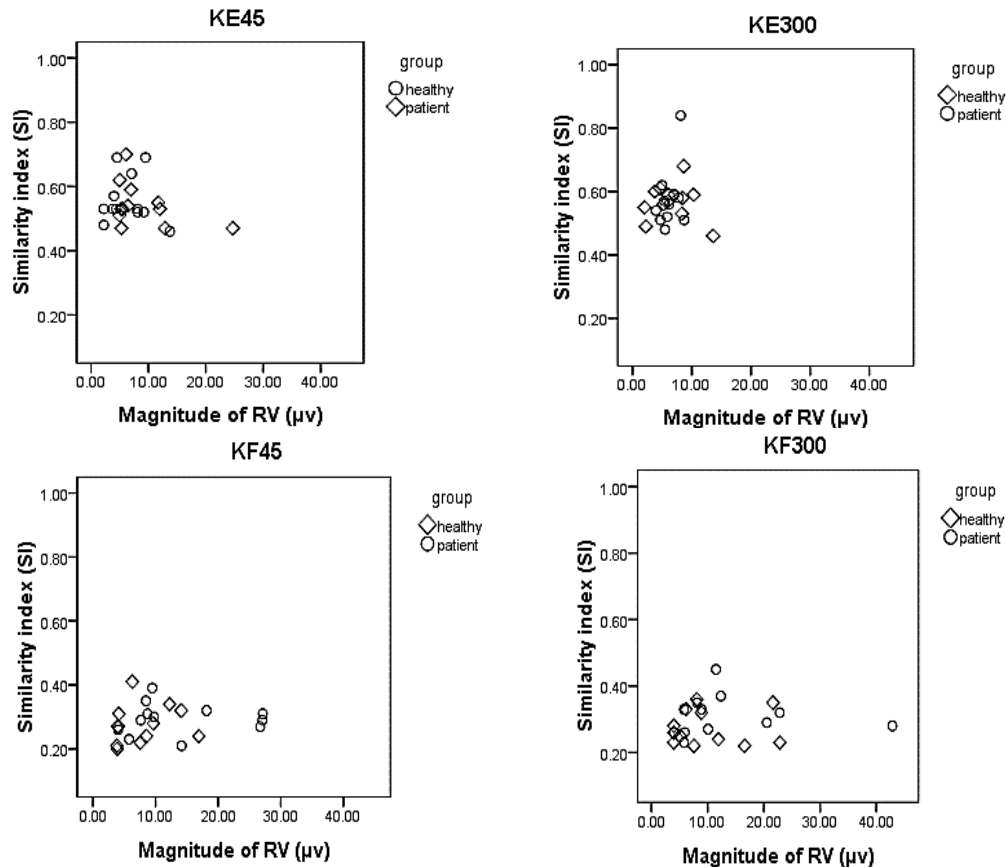 KE45
group
healthy
patient
Similarity index (SI)
1.00
0.80
0.60
0.40
0.20
0.00 10.00 20.00 30.00 40.00
Magnitude of RV (μv)
KE300
group
healthy
patient
Similarity index (SI)
1.00
0.80
0.60
0.40
0.20
0.00 10.00 20.00 30.00 40.00
Magnitude of RV (μv)
KF45
group
healthy
patient
Similarity index (SI)
1.00
0.80
0.60
0.40
0.20
0.00 10.00 20.00 30.00 40.00
Magnitude of RV (μv)
KF300
group
healthy
patient
Similarity index (SI)
1.00
0.80
0.60
0.40
0.20
0.00 10.00 20.00 30.00 40.00
Magnitude of RV (μv)